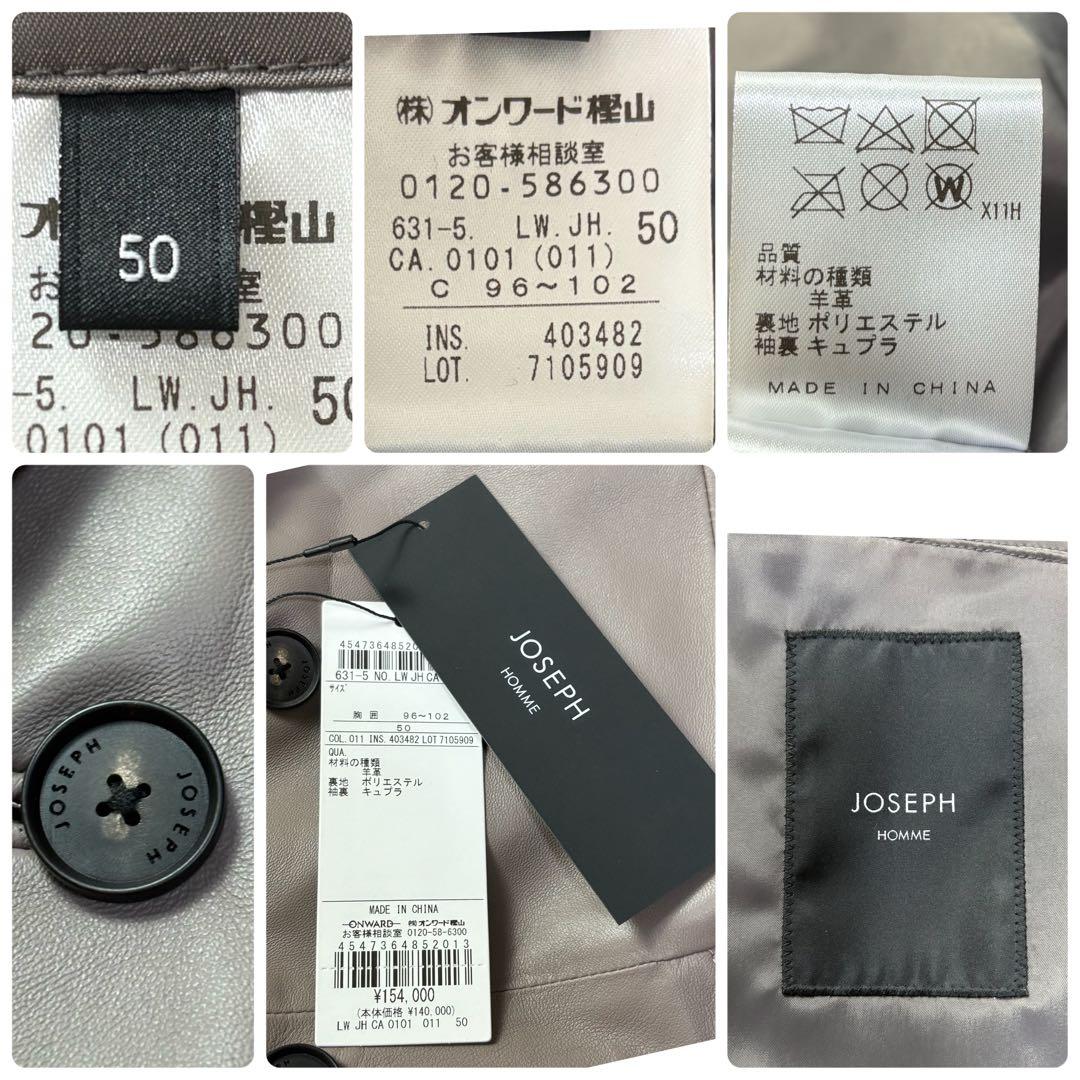 オ 樫山
50
お 室
20-586300
-5. LW.JH. 50
0101 (011)
㈱オンワード樫山
お客様相談室
0120-586300
631-5. LW.JH. 50
CA.0101 (011)
C 96~102
INS. 403482
LOT. 7105909
W
X11H
品質
材料の種類
羊革
裏地 ポリエステル
袖裏 キュプラ
MADE IN CHINA
JOSEPH
JOSEPH
JOSEPH
HOMME
JOSEPH
4547364852
631-5 NO. LW JH CA
サイズ
胸囲 96~102
50
COL. 011 INS. 403482 LOT 7105909
QUA.
材料の種類
羊革
裏地 ポリエステル
袖裏 キュプラ
MADE IN CHINA
ONWARD ㈱オンワード樫山
お客様相談室 0120-58-6300
4547364852013
¥154,000
(本体価格 ¥140,000)
LW JH CA 0101 011 50
JOSEPH
HOMME